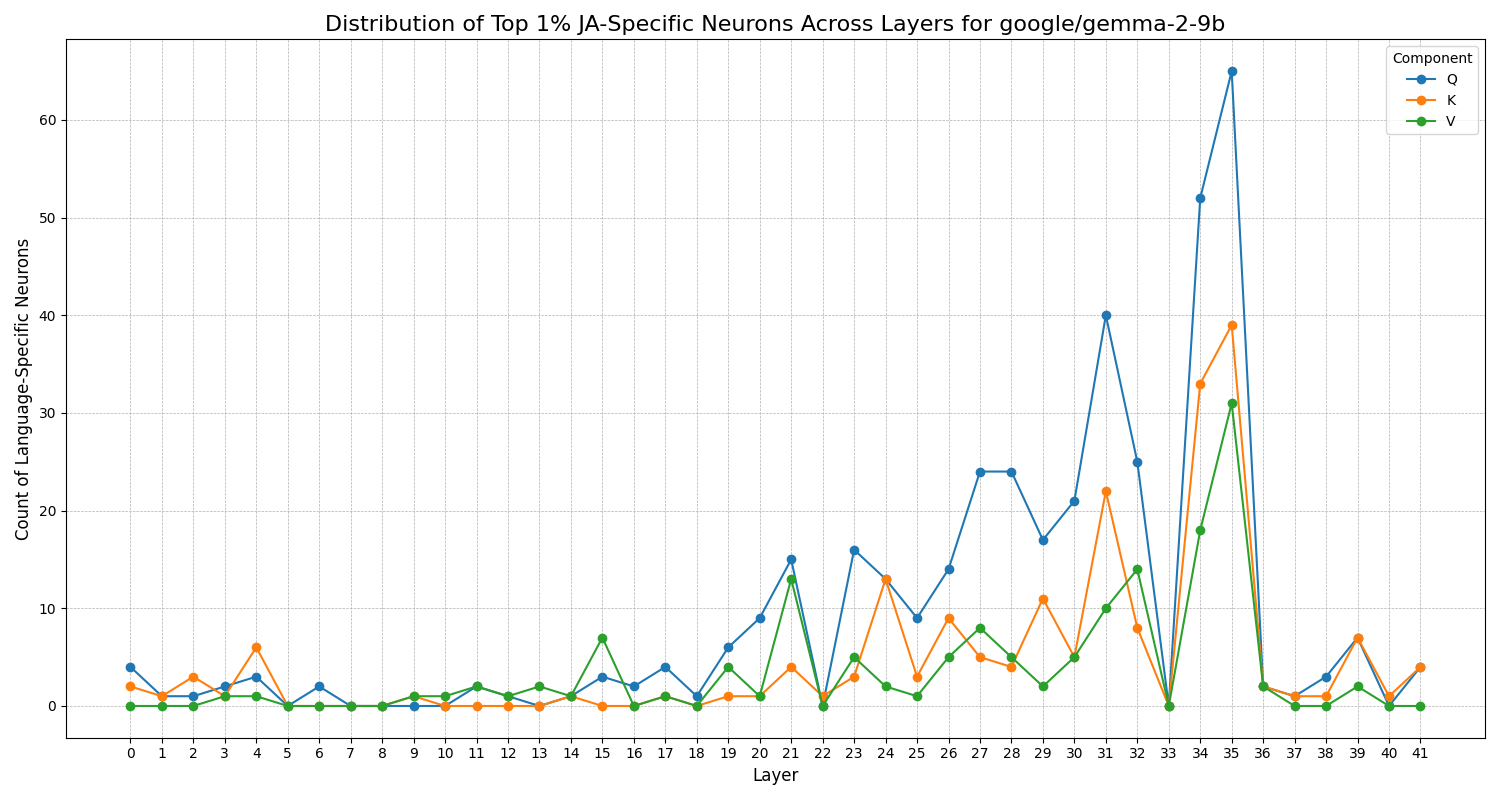 Distribution of Top 1% JA-Specific Neurons Across Layers for google/gemma-2-9b
Component
Q
K
V
Count of Language-Specific Neurons
60
50
40
30
20
10
0
0 1 2 3 4 5 6 7 8 9 10 11 12 13 14 15 16 17 18 19 20 21 22 23 24 25 26 27 28 29 30 31 32 33 34 35 36 37 38 39 40 41
Layer